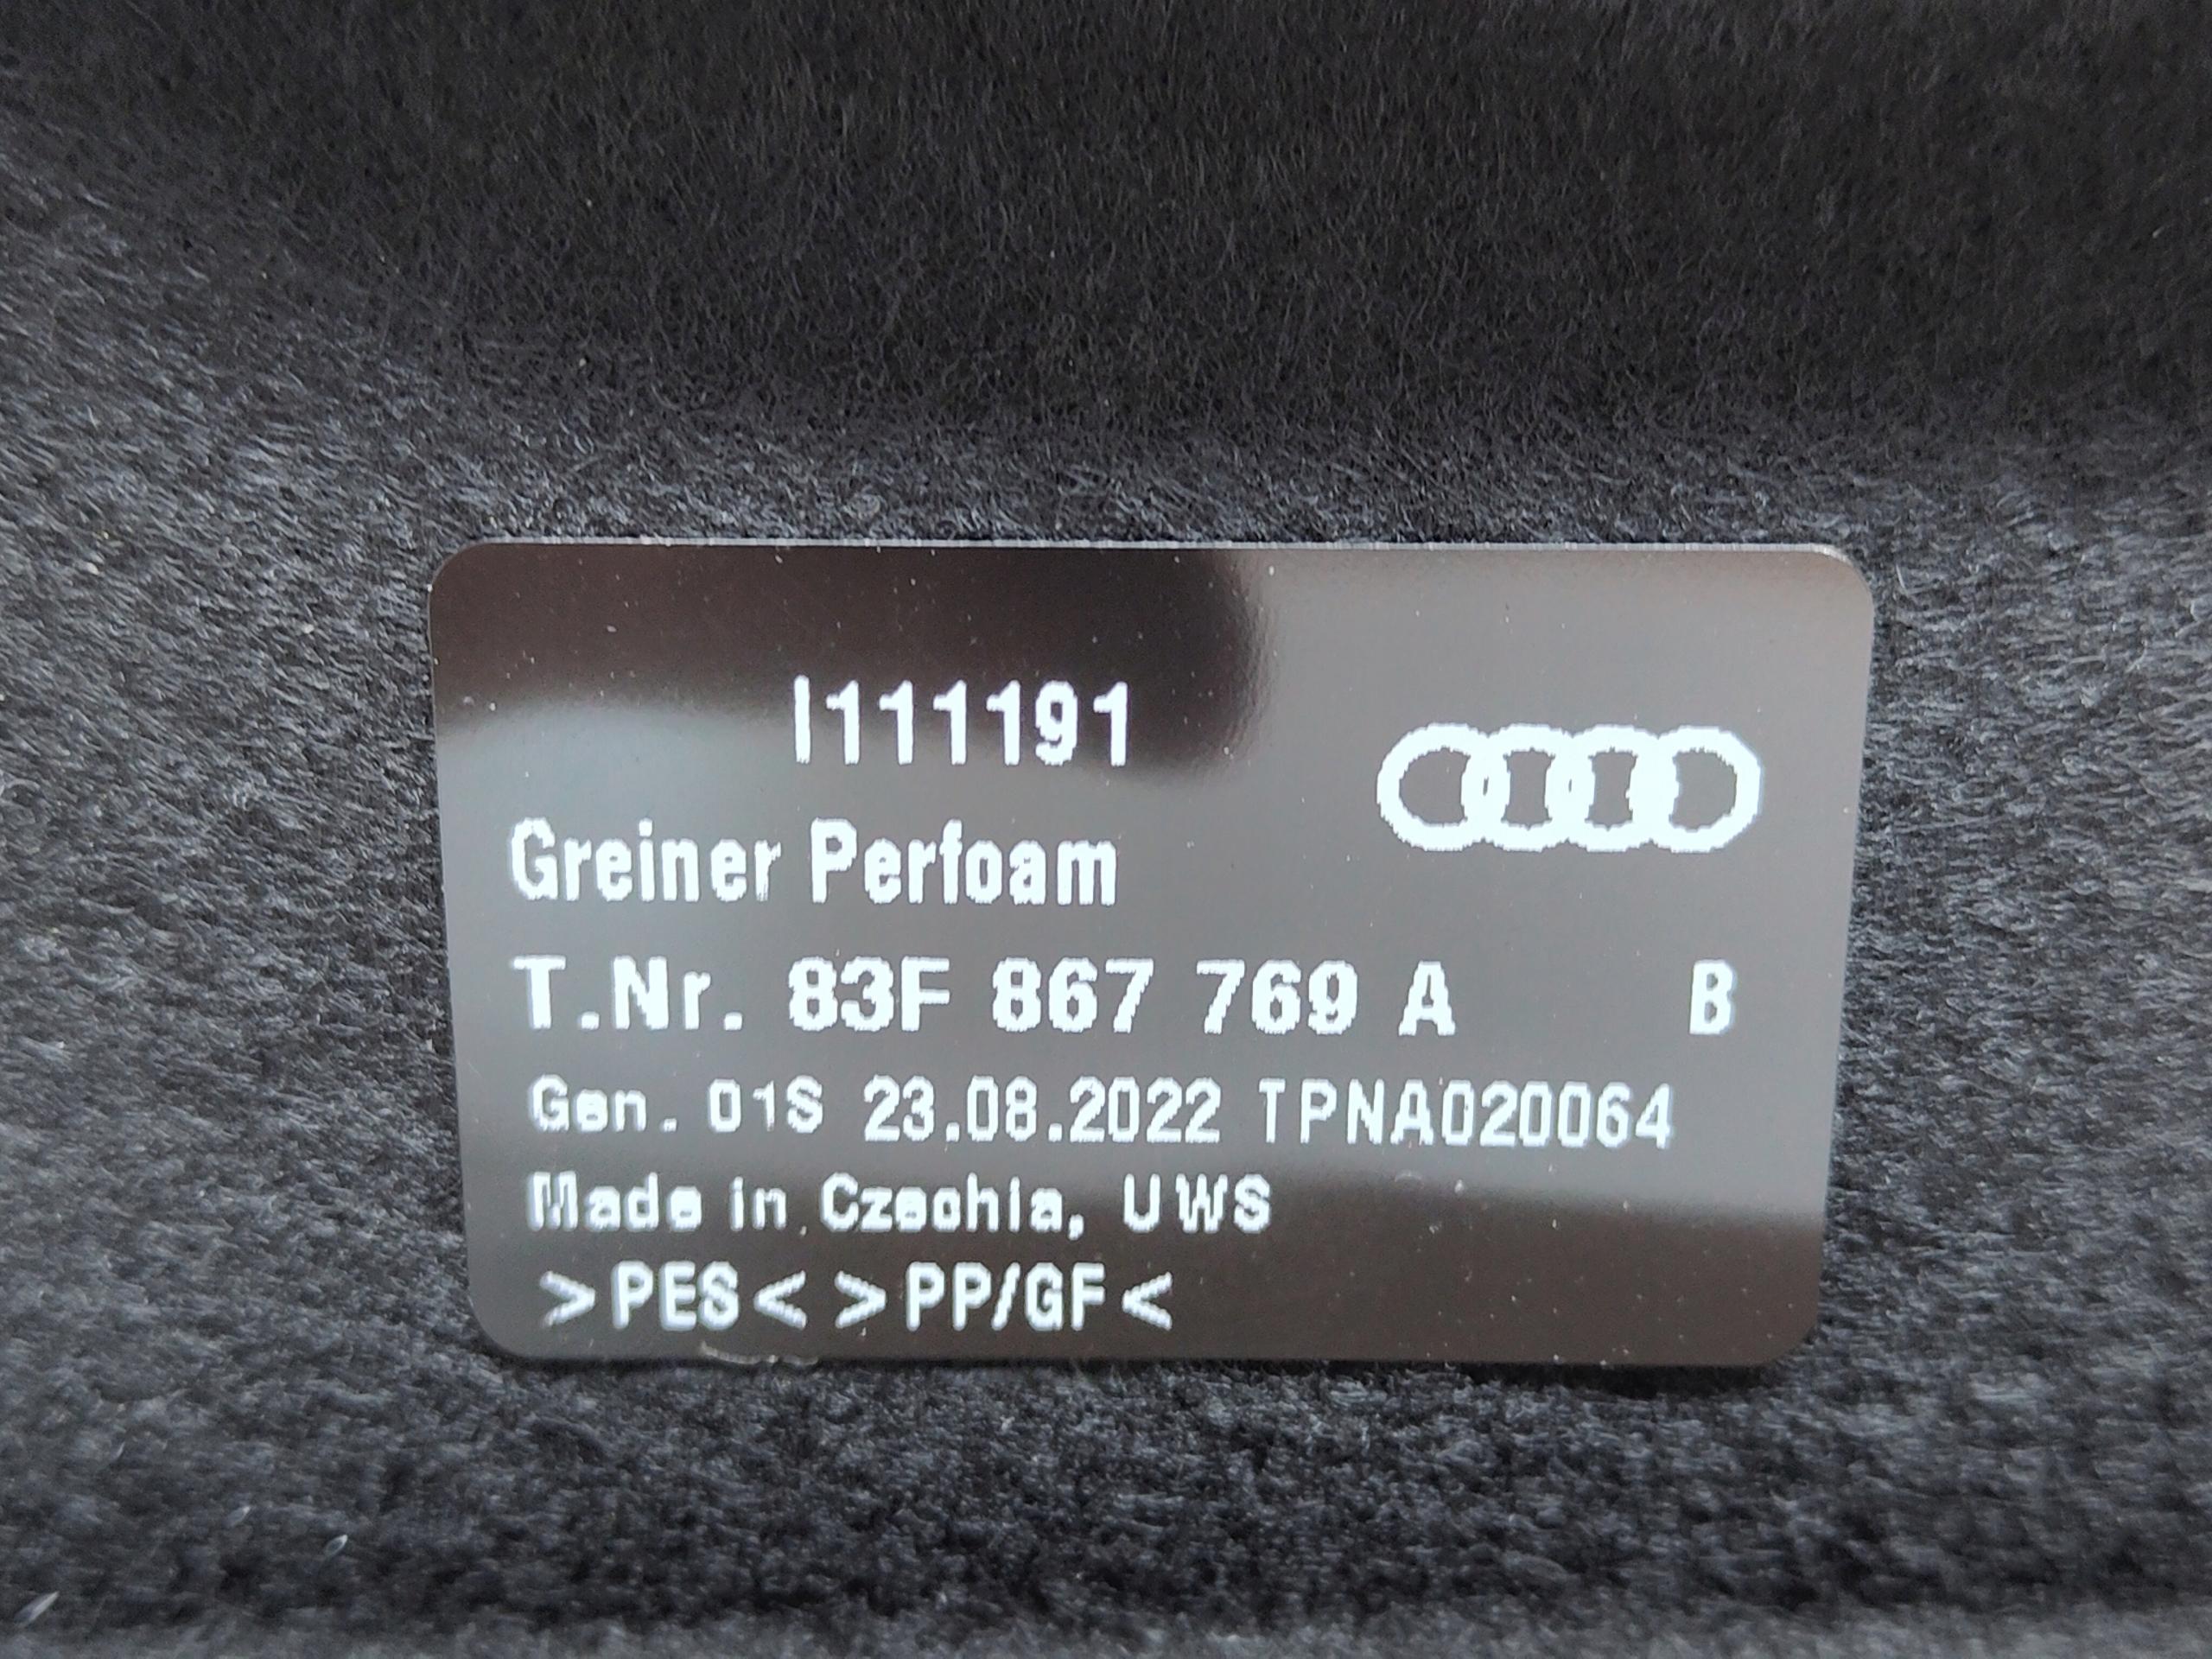 I111191
Greiner Perfoam
T.Nr. 83F 867 769 A B
Gen. 01S 23.08.2022 TPNA020064
Made in Czechia, UWS
>PES< >PP/GF<